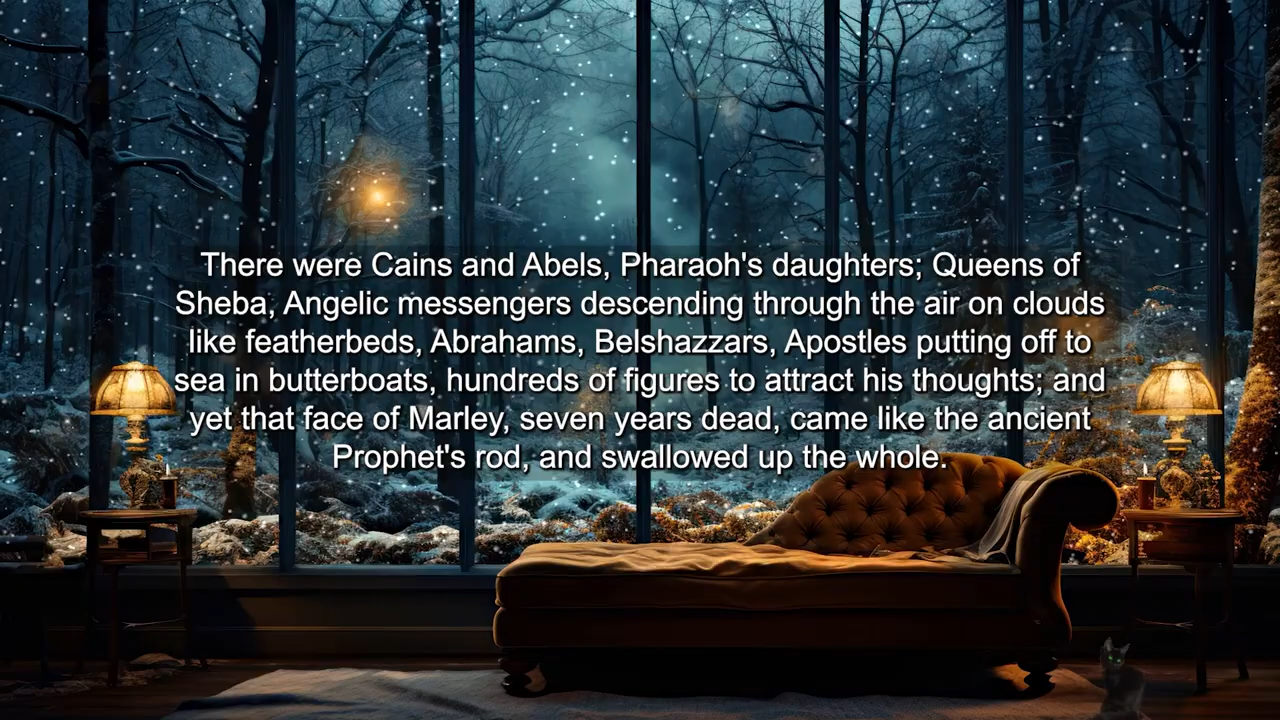 There were Cains and Abels, Pharaoh's daughters; Queens of
Sheba, Angelic messengers descending through the air on clouds
like featherbeds, Abrahams, Belshazzars, Apostles putting off to
sea in butterboats, hundreds of figures to attract his thoughts; and
yet that face of Marley, seven years dead, came like the ancient
Prophet's rod, and swallowed up the whole.